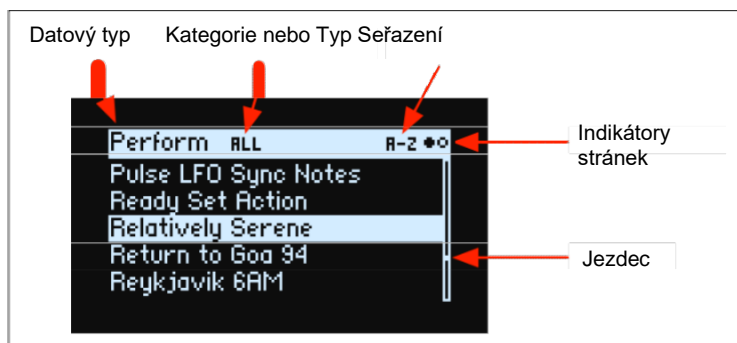 Datový typ Kategorie nebo Typ Seřazení
Perform ALL A-Z
Indikátory
stránek
Pulse LFO Sync Notes
Ready Set Action
Relatively Serene
Return to Goa 94
Jezdec
Reykjavik 6AM